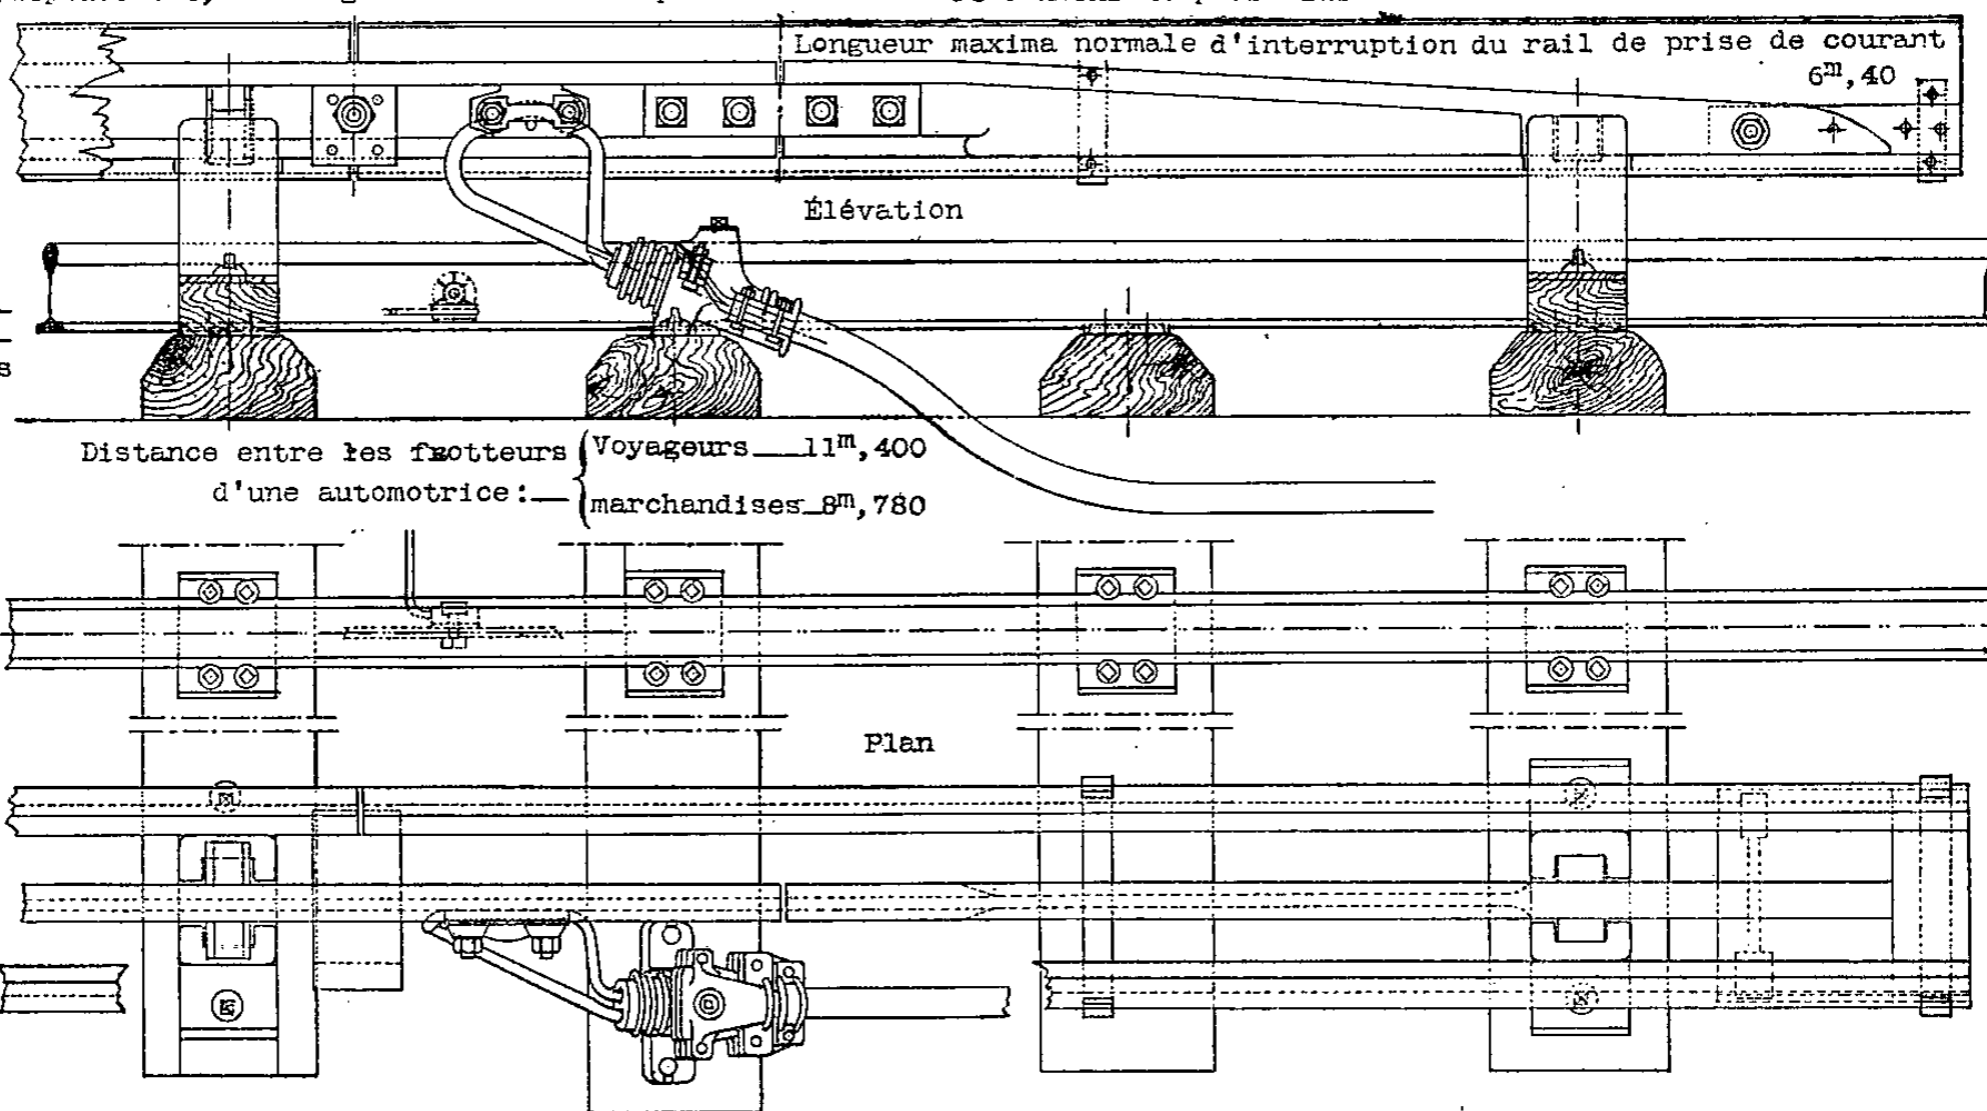 Longueur maxima normale d'interruption du rail de prise de courant
6m,40
Élévation
s
Distance entre les frotteurs
d'une automotrice :
Voyageurs 11m,400
marchandises 8m,780
Plan